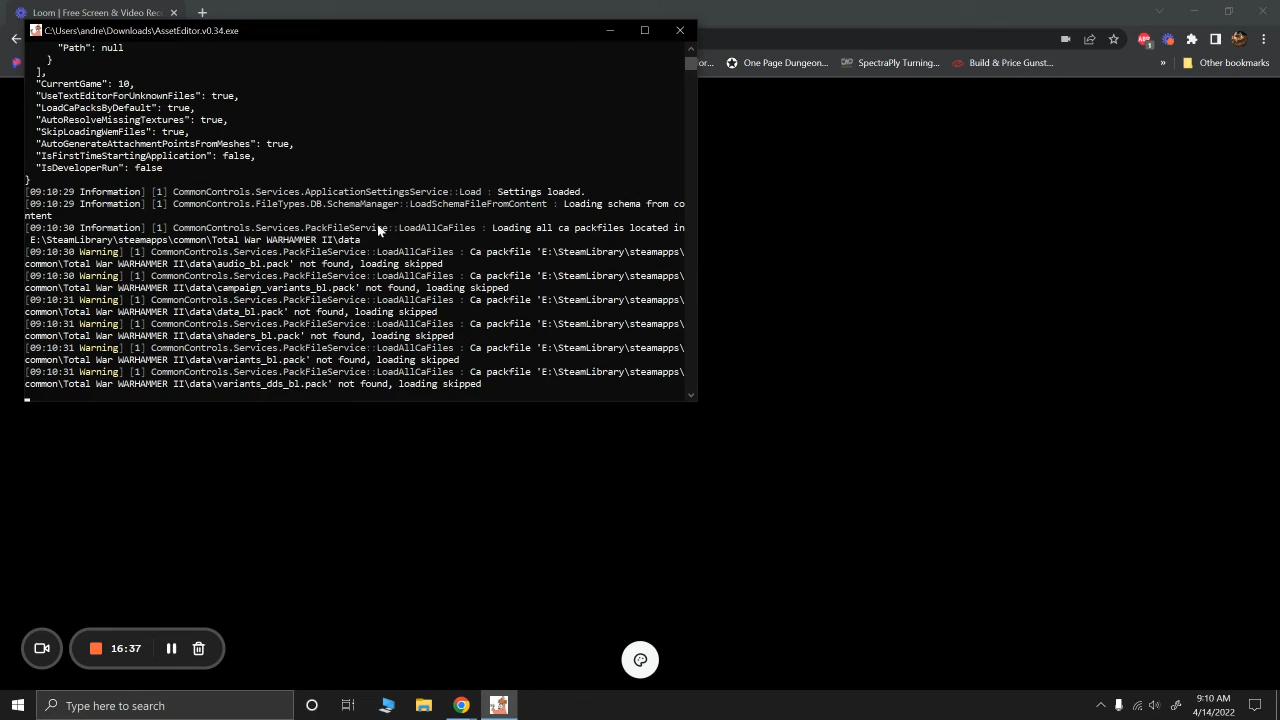 Loom | Free Screen & Video Rec
C:\Users\andre\Downloads\AssetEditor.v0.34.exe
One Page Dungeon...
SpectraPly Turning...
Build & Price Gunst...
»
Other bookmarks
"Path": null
}
],
"CurrentGame": 10,
"UseTextEditorForUnknownFiles": true,
"LoadCaPacksByDefault": true,
"AutoResolveMissingTextures": true,
"SkipLoadingWemFiles": true,
"AutoGenerateAttachmentPointsFromMeshes": true,
"IsFirstTimeStartingApplication": false,
"IsDeveloperRun": false
}
[09:10:29 Information] [1] CommonControls.Services.ApplicationSettingsService::Load : Settings loaded.
[09:10:29 Information] [1] CommonControls.FileTypes.DB.SchemaManager::LoadSchemaFileFromContent : Loading schema from co
ntent
[09:10:30 Information] [1] CommonControls.Services.PackFileService::LoadAllCaFiles : Loading all ca packfiles located in
E:\SteamLibrary\steamapps\common\Total War WARHAMMER II\data
[09:10:30 Warning] [1] CommonControls.Services.PackFileService::LoadAllCaFiles : Ca packfile 'E:\SteamLibrary\steamapps\
common\Total War WARHAMMER II\data\audio_bl.pack' not found, loading skipped
[09:10:30 Warning] [1] CommonControls.Services.PackFileService::LoadAllCaFiles : Ca packfile 'E:\SteamLibrary\steamapps\
common\Total War WARHAMMER II\data\campaign_variants_bl.pack' not found, loading skipped
[09:10:31 Warning] [1] CommonControls.Services.PackFileService::LoadAllCaFiles : Ca packfile 'E:\SteamLibrary\steamapps\
common\Total War WARHAMMER II\data\data_bl.pack' not found, loading skipped
[09:10:31 Warning] [1] CommonControls.Services.PackFileService::LoadAllCaFiles : Ca packfile 'E:\SteamLibrary\steamapps\
common\Total War WARHAMMER II\data\shaders_bl.pack' not found, loading skipped
[09:10:31 Warning] [1] CommonControls.Services.PackFileService::LoadAllCaFiles : Ca packfile 'E:\SteamLibrary\steamapps\
common\Total War WARHAMMER II\data\variants_bl.pack' not found, loading skipped
[09:10:31 Warning] [1] CommonControls.Services.PackFileService::LoadAllCaFiles : Ca packfile 'E:\SteamLibrary\steamapps\
common\Total War WARHAMMER II\data\variants_dds_bl.pack' not found, loading skipped
16:37
Type here to search
9:10 AM
4/14/2022